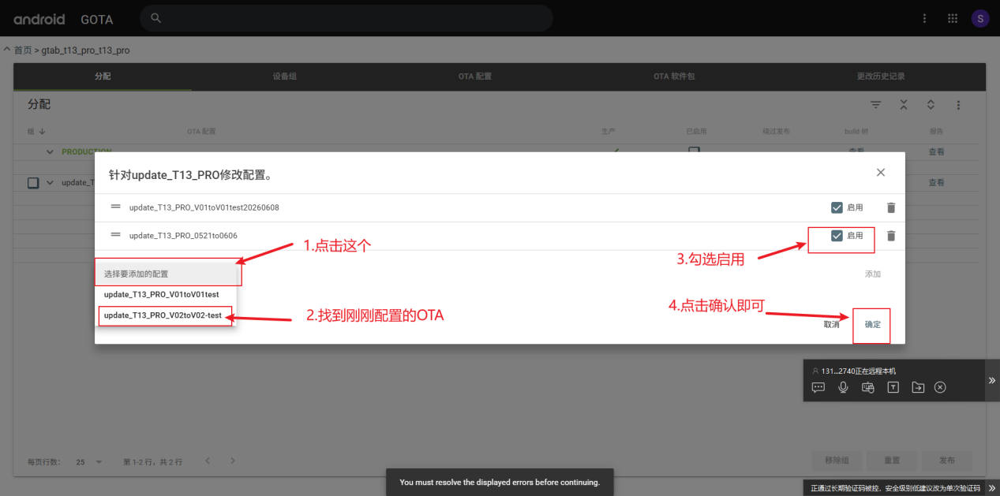 android GOTA
S
首页 > gtab_t13_pro_t13_pro
分配 设备组 OTA 配置 OTA 软件包 更改历史记录
分配
组 OTA 配置 生产 已启用 绕过发布 build 树 报告
PRODUCTION 查看 查看
针对update_T13_PRO修改配置。
update_T 查看
update_T13_PRO_V01toV01test20260608 启用
update_T13_PRO_0521to0606 启用
1.点击这个
3.勾选启用
选择要添加的配置 添加
update_T13_PRO_V01toV01test
update_T13_PRO_V02toV02-test
2.找到刚刚配置的OTA
4.点击确认即可
取消 确定
131...2740正在远程本机
T
每页行数: 25 第 1-2 行，共 2 行 移除组 重置 发布
You must resolve the displayed errors before continuing.
正通过长期验证码被控，安全级别低建议改为单次验证码